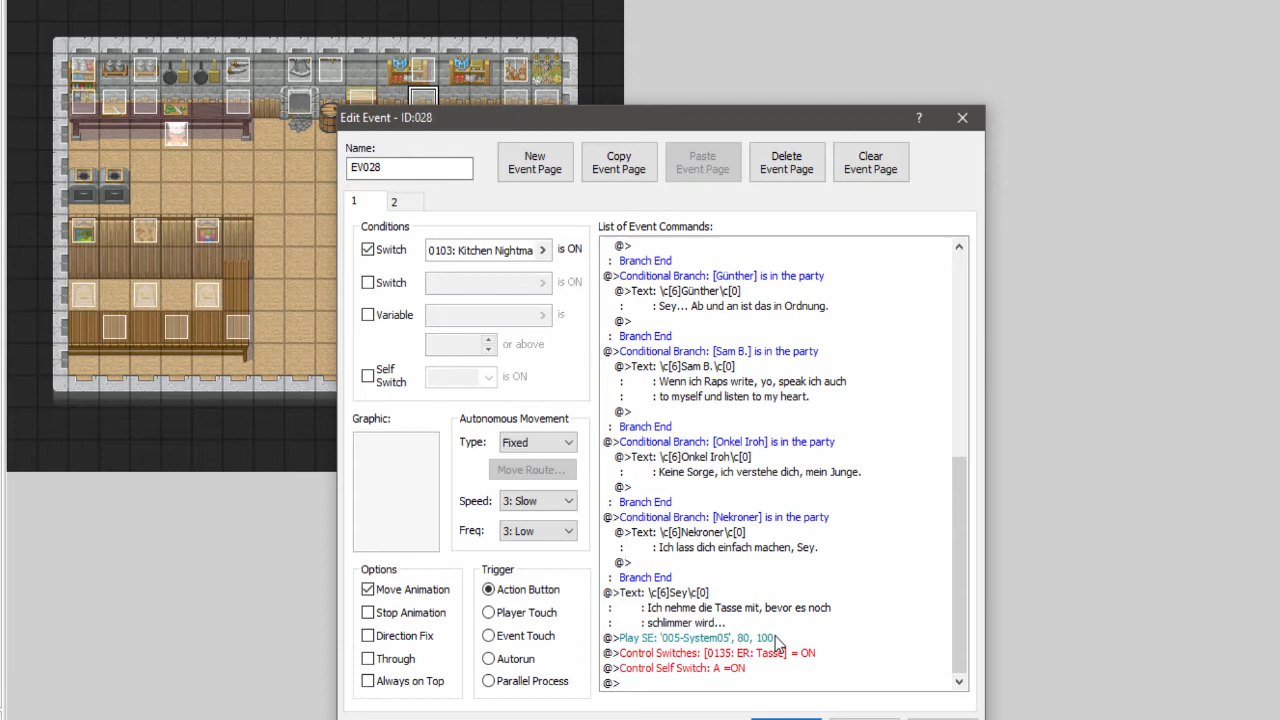 Edit Event - ID:028
?
Name:
EV028
New
Event Page
Copy
Event Page
Paste
Event Page
Delete
Event Page
Clear
Event Page
1
2
Conditions
Switch
0103: Kitchen Nightma
is ON
Switch
is ON
Variable
is
or above
Self
Switch
is ON
Graphic:
Autonomous Movement
Type:
Fixed
Move Route...
Speed:
3: Slow
Freq:
3: Low
Options
Move Animation
Stop Animation
Direction Fix
Through
Always on Top
Trigger
Action Button
Player Touch
Event Touch
Autorun
Parallel Process
List of Event Commands:
@>
: Branch End
@>Conditional Branch: [Günther] is in the party
@>Text: \c[6]Günther\c[0]
: : Sey... Ab und an ist das in Ordnung.
@>
: Branch End
@>Conditional Branch: [Sam B.] is in the party
@>Text: \c[6]Sam B.\c[0]
: : Wenn ich Raps write, yo, speak ich auch
: : to myself und listen to my heart.
@>
: Branch End
@>Conditional Branch: [Onkel Iroh] is in the party
@>Text: \c[6]Onkel Iroh\c[0]
: : Keine Sorge, ich verstehe dich, mein Junge.
@>
: Branch End
@>Conditional Branch: [Nekroner] is in the party
@>Text: \c[6]Nekroner\c[0]
: : Ich lass dich einfach machen, Sey.
@>
: Branch End
@>Text: \c[6]Sey\c[0]
: : Ich nehme die Tasse mit, bevor es noch
: : schlimmer wird...
@>Play SE: '005-System05', 80, 100
@>Control Switches: [0135: ER: Tasse] = ON
@>Control Self Switch: A =ON
@>